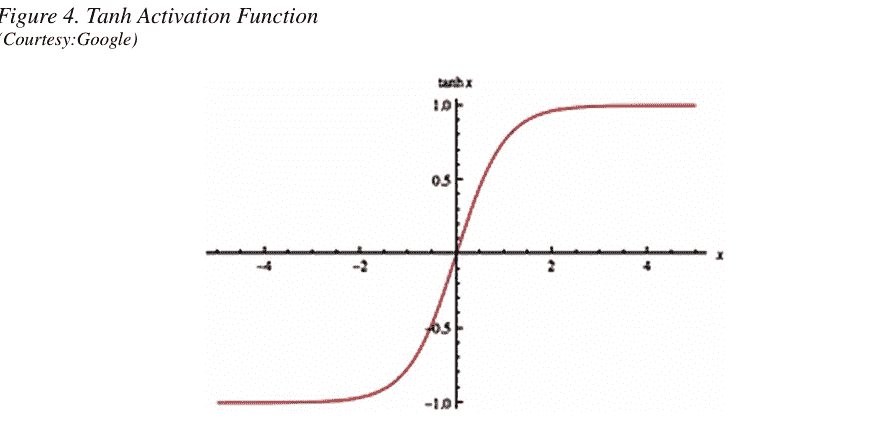 Figure 4. Tanh Activation Function
(Courtesy:Google)
tanh x
1.0
0.5
-4
-2
2
4
x
-0.5
-1.0